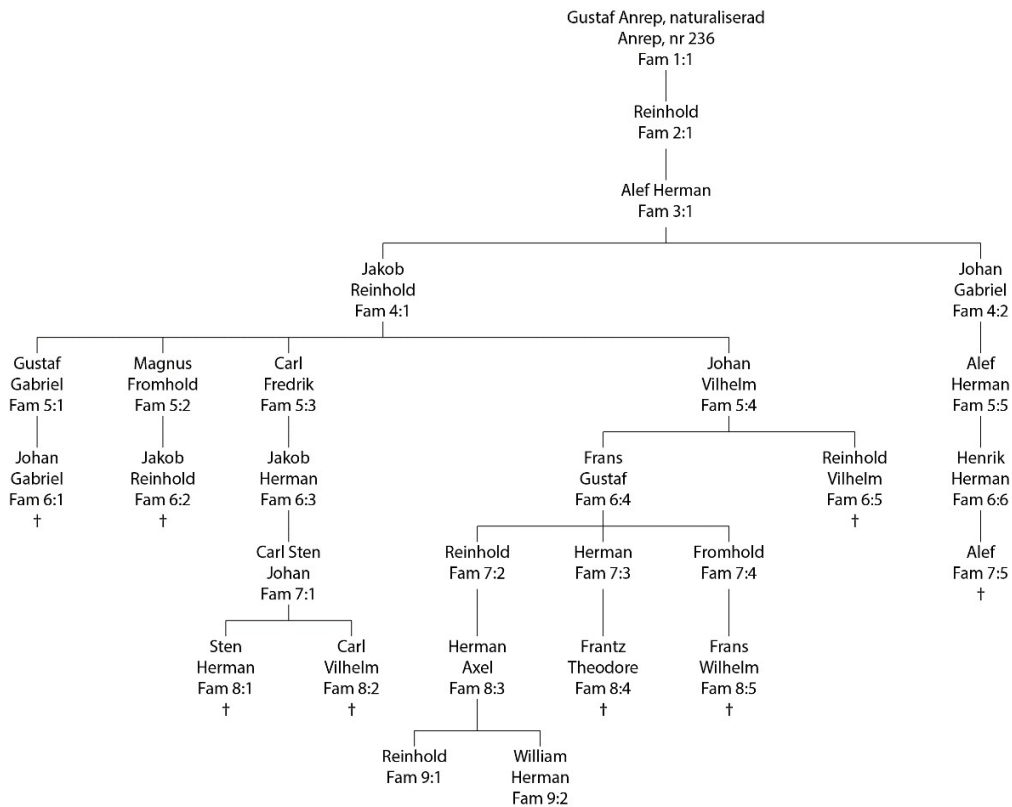 Gustaf Anrep, naturaliserad
Anrep, nr 236
Fam 1:1
Reinhold
Fam 2:1
Alef Herman
Fam 3:1
Jakob
Reinhold
Fam 4:1
Johan
Gabriel
Fam 4:2
Gustaf
Gabriel
Fam 5:1
Magnus
Fromhold
Fam 5:2
Carl
Fredrik
Fam 5:3
Johan
Vilhelm
Fam 5:4
Alef
Herman
Fam 5:5
Johan
Gabriel
Fam 6:1
†
Jakob
Reinhold
Fam 6:2
†
Jakob
Herman
Fam 6:3
Frans
Gustaf
Fam 6:4
Reinhold
Vilhelm
Fam 6:5
†
Henrik
Herman
Fam 6:6
Carl Sten
Johan
Fam 7:1
Reinhold
Fam 7:2
Herman
Fam 7:3
Fromhold
Fam 7:4
Alef
Fam 7:5
†
Sten
Herman
Fam 8:1
†
Carl
Vilhelm
Fam 8:2
†
Herman
Axel
Fam 8:3
Frantz
Theodore
Fam 8:4
†
Frans
Wilhelm
Fam 8:5
†
Reinhold
Fam 9:1
William
Herman
Fam 9:2